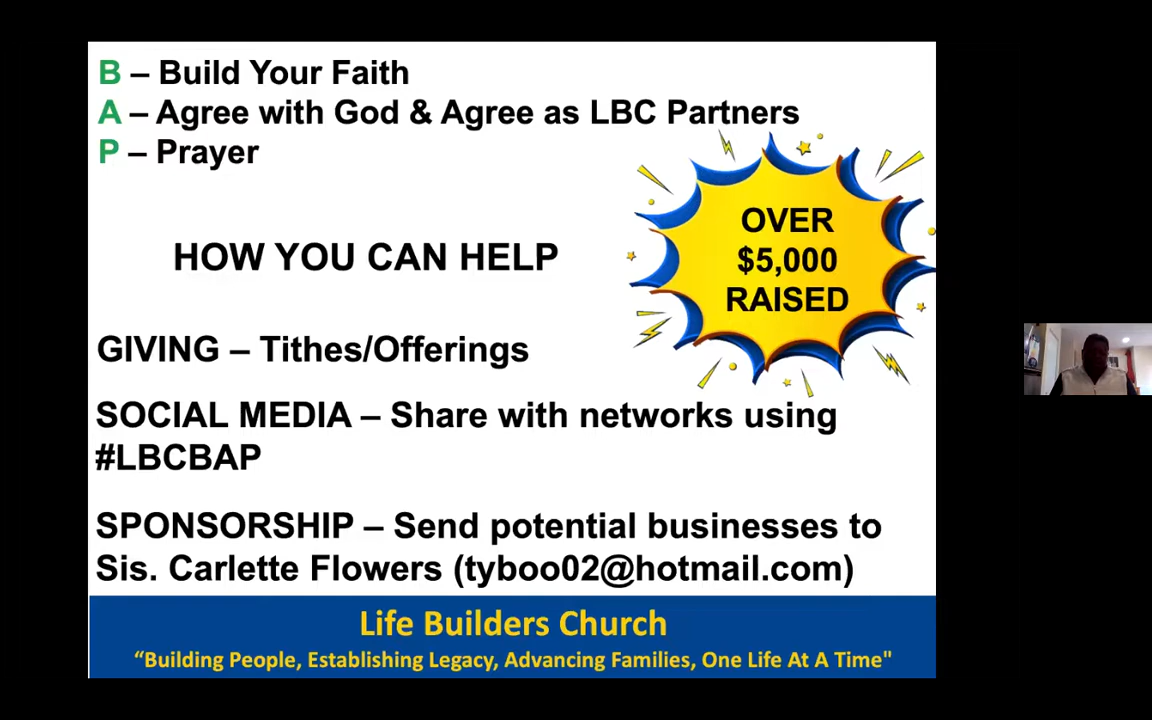 B – Build Your Faith
A – Agree with God & Agree as LBC Partners
P – Prayer
OVER
$5,000
RAISED
HOW YOU CAN HELP
GIVING – Tithes/Offerings
SOCIAL MEDIA – Share with networks using
#LBCBAP
SPONSORSHIP – Send potential businesses to
Sis. Carlette Flowers (tyboo02@hotmail.com)
Life Builders Church
“Building People, Establishing Legacy, Advancing Families, One Life At A Time"